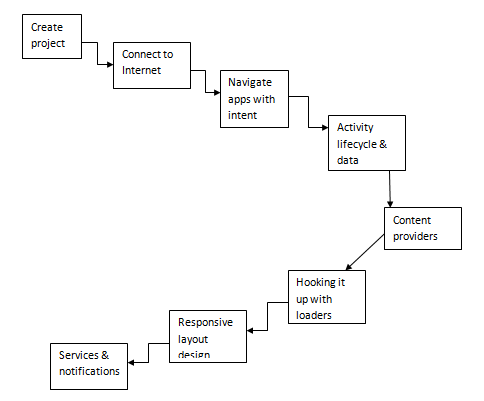 Create
project
Connect to
Internet
Navigate
apps with
intent
Activity
lifecycle &
data
Content
providers
Hooking it
up with
loaders
Responsive
layout
design
Services &
notifications